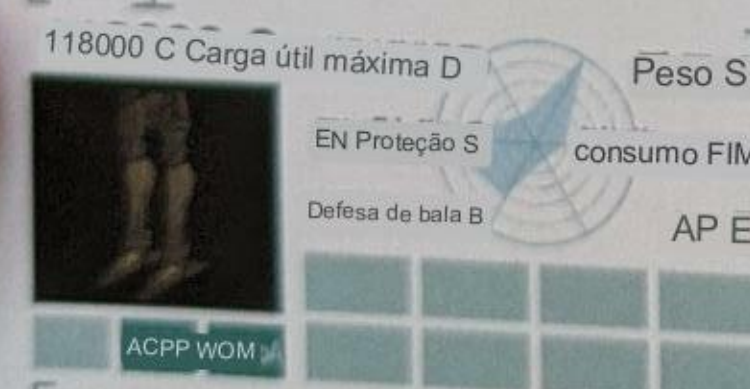 118000 C Carga útil máxima D
Peso S
EN Proteção S
consumo FIM
Defesa de bala B
AP E
ACPP WOM